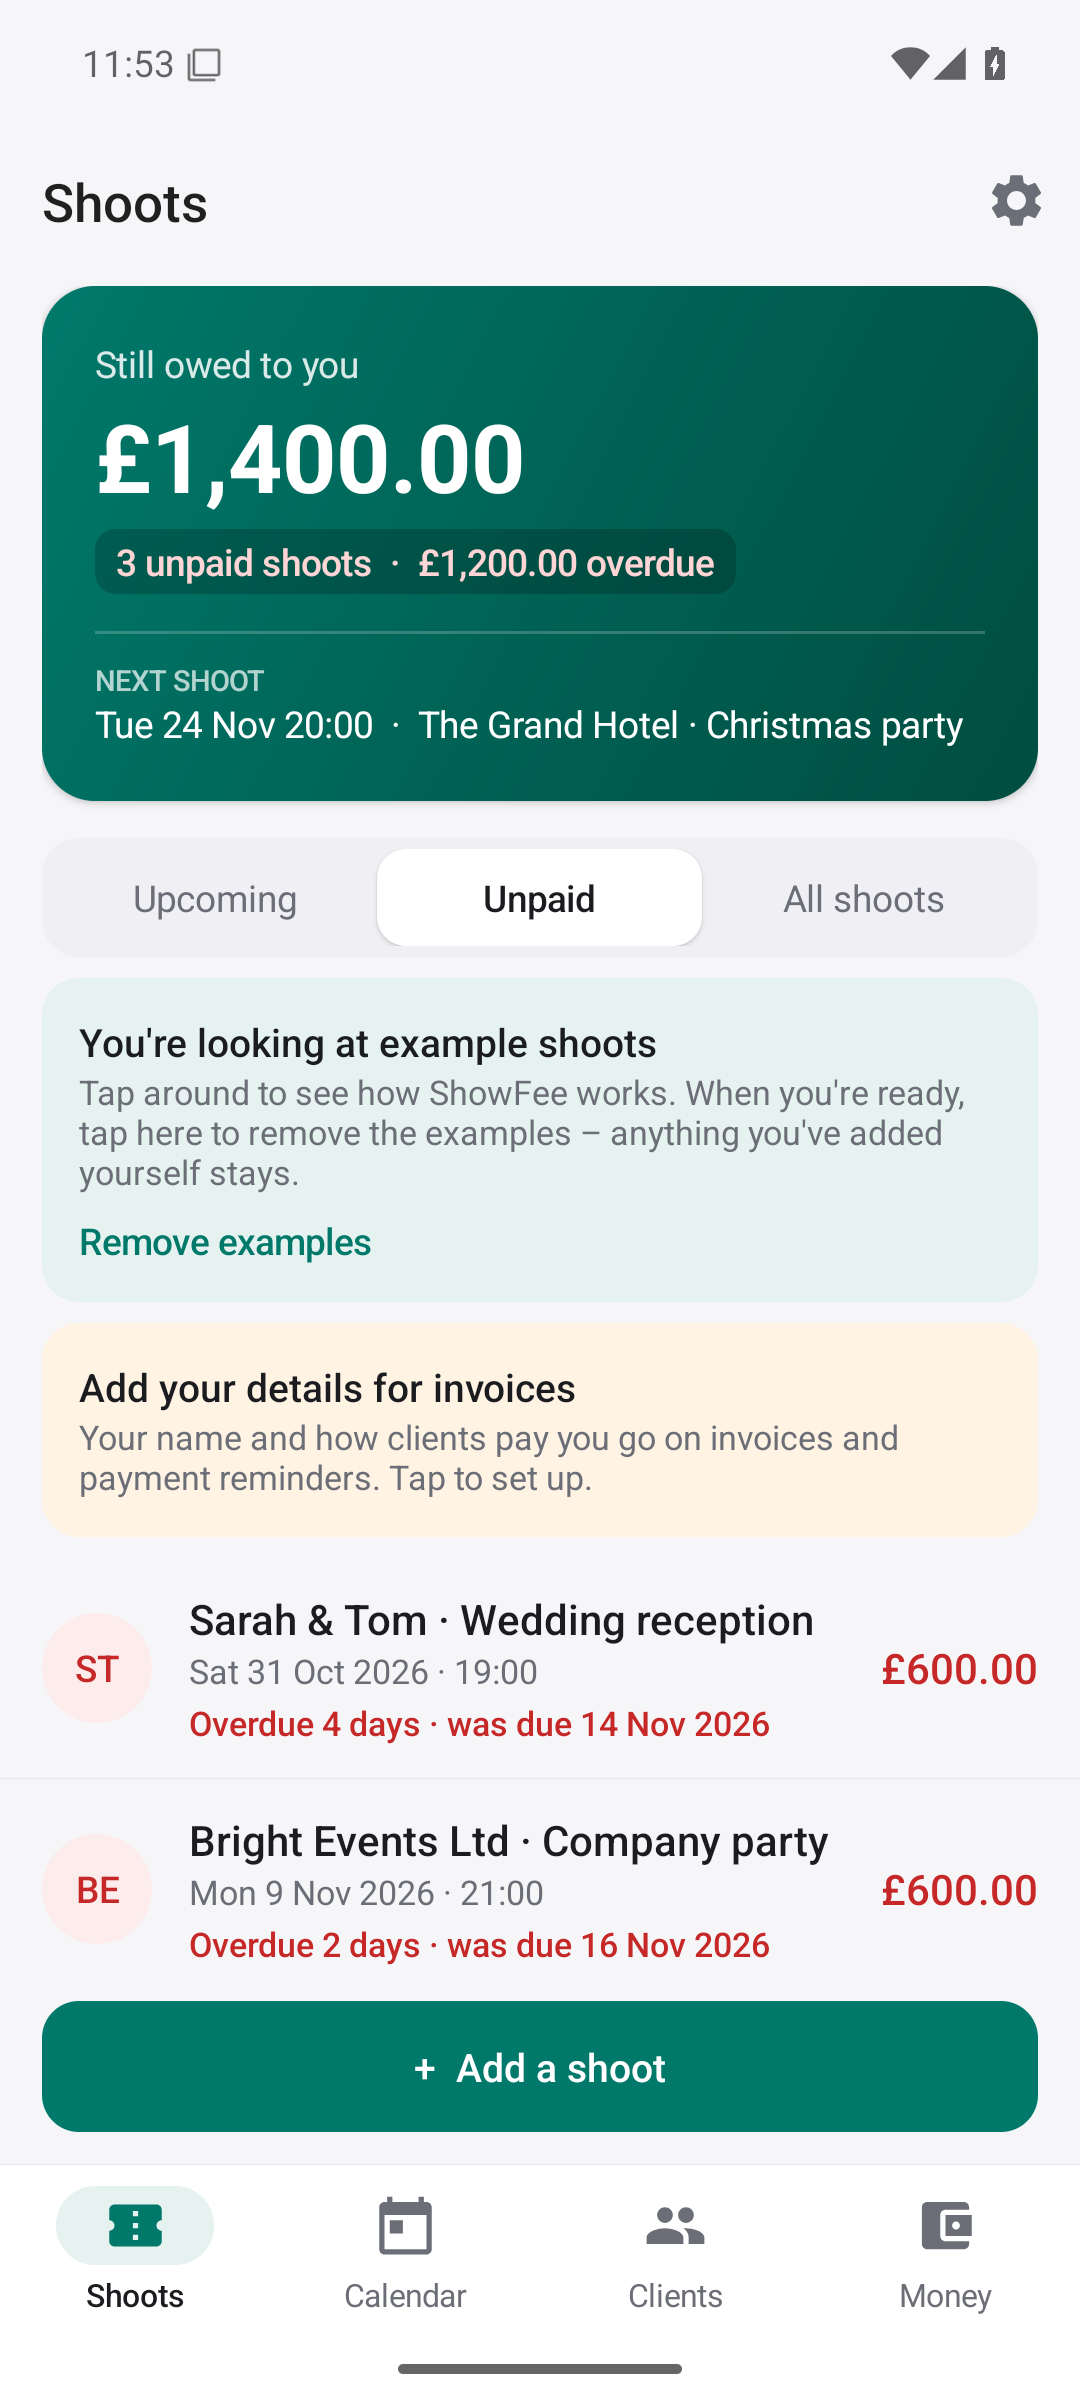 11:53
Shoots
Still owed to you
£1,400.00
3 unpaid shoots · £1,200.00 overdue
NEXT SHOOT
Tue 24 Nov 20:00 · The Grand Hotel · Christmas party
Upcoming
Unpaid
All shoots
You're looking at example shoots
Tap around to see how ShowFee works. When you're ready,
tap here to remove the examples – anything you've added
yourself stays.
Remove examples
Add your details for invoices
Your name and how clients pay you go on invoices and
payment reminders. Tap to set up.
ST
Sarah & Tom · Wedding reception
Sat 31 Oct 2026 · 19:00
Overdue 4 days · was due 14 Nov 2026
£600.00
BE
Bright Events Ltd · Company party
Mon 9 Nov 2026 · 21:00
Overdue 2 days · was due 16 Nov 2026
£600.00
+ Add a shoot
Shoots
Calendar
Clients
Money